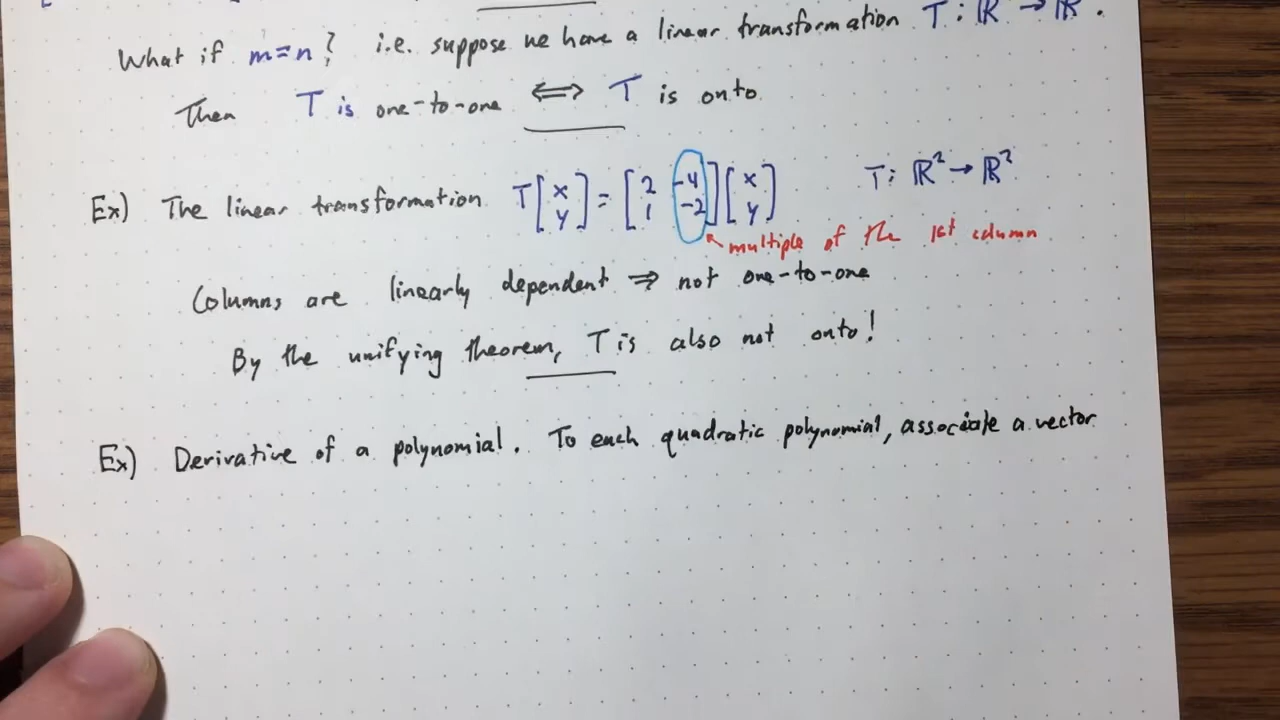 What if m=n? i.e. suppose we have a linear transformation T: ℝ → ℝ .
Then T is one-to-one ⟺ T is onto
Ex) The linear transformation T[x y] = [2 -4 1 -2][x y] T: ℝ² → ℝ²
multiple of the 1st column
Columns are linearly dependent ⇒ not one-to-one
By the unifying theorem, T is also not onto!
Ex) Derivative of a polynomial. To each quadratic polynomial, associate a vector